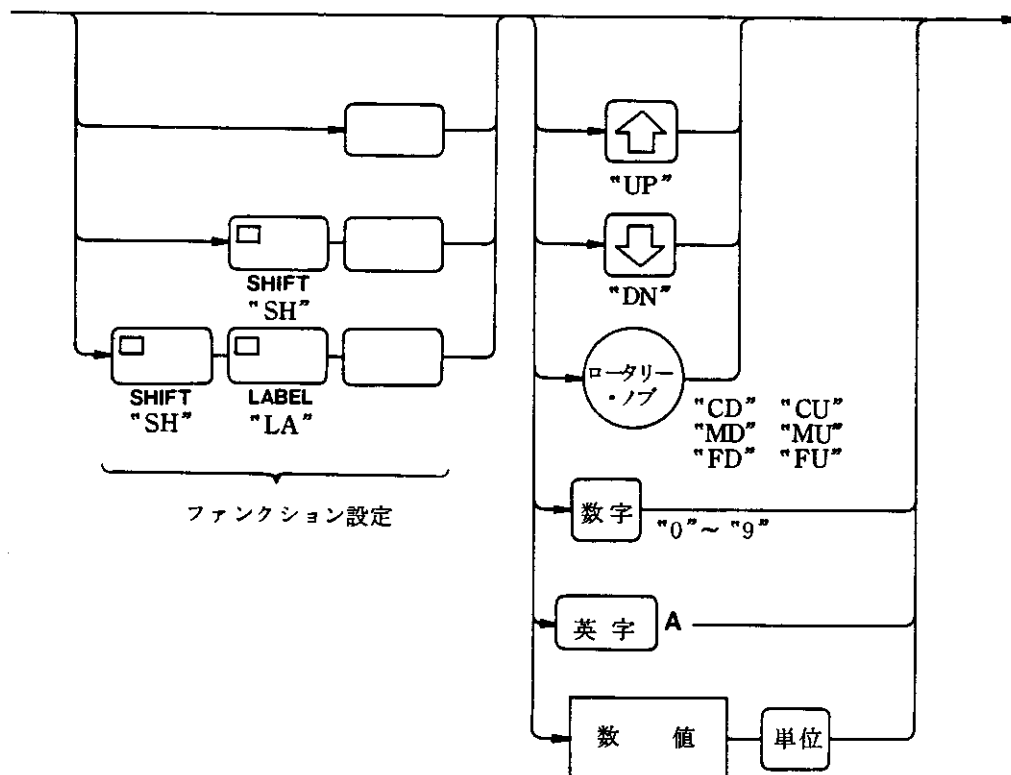 "UP"
SHIFT
"SH"
"DN"
SHIFT
"SH"
LABEL
"LA"
ロータリー
・ノブ
"CD" "CU"
"MD" "MU"
"FD" "FU"
ファンクション設定
数字
"0"～"9"
英字 A
数値 単位